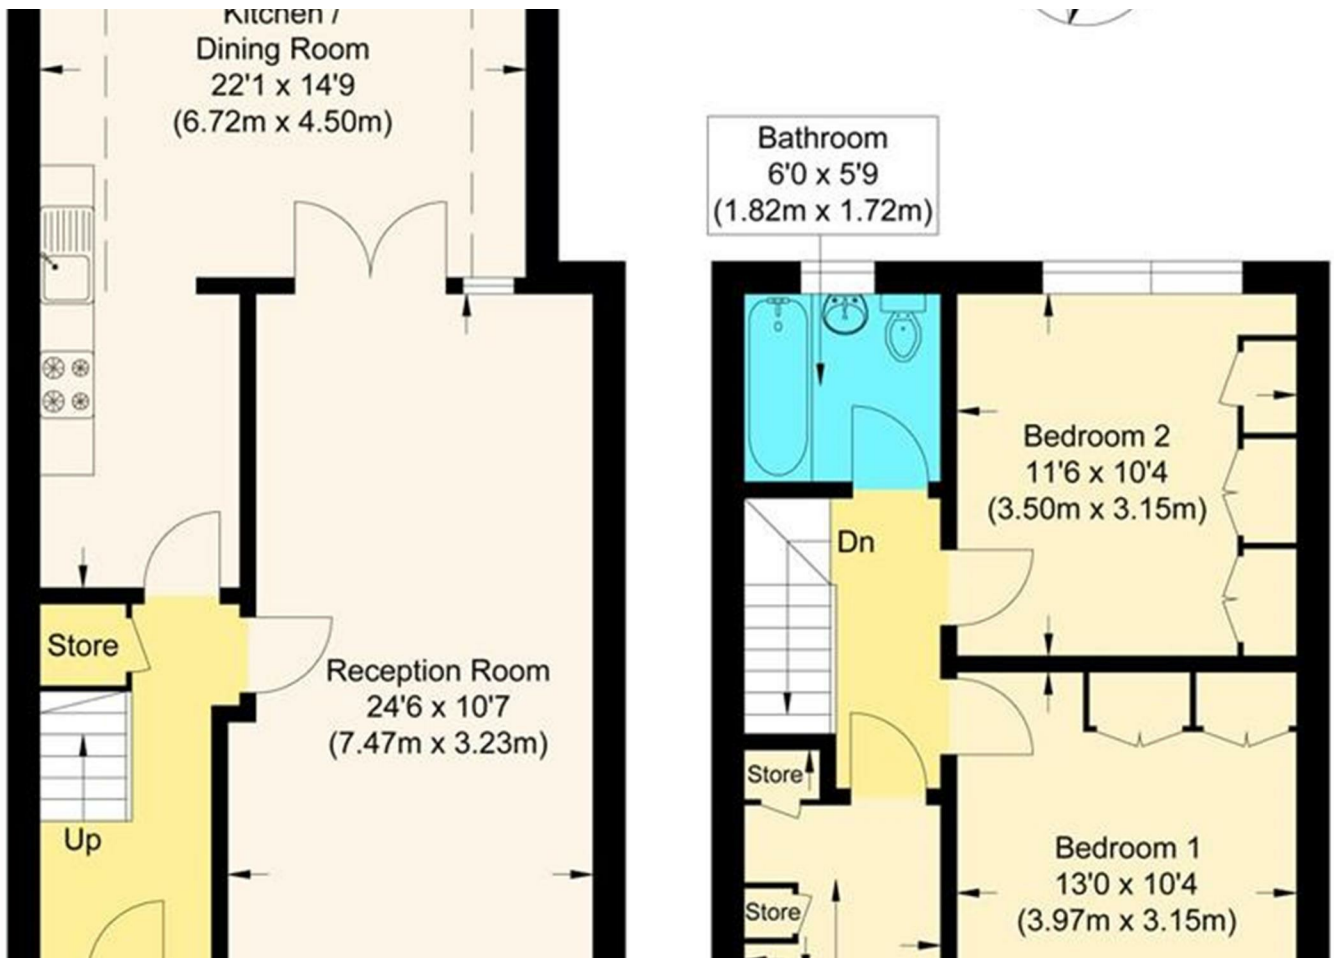 Kitchen /
Dining Room
22'1 x 14'9
(6.72m x 4.50m)
Store
Up
Reception Room
24'6 x 10'7
(7.47m x 3.23m)
Bathroom
6'0 x 5'9
(1.82m x 1.72m)
Dn
Bedroom 2
11'6 x 10'4
(3.50m x 3.15m)
Store
Store
Bedroom 1
13'0 x 10'4
(3.97m x 3.15m)